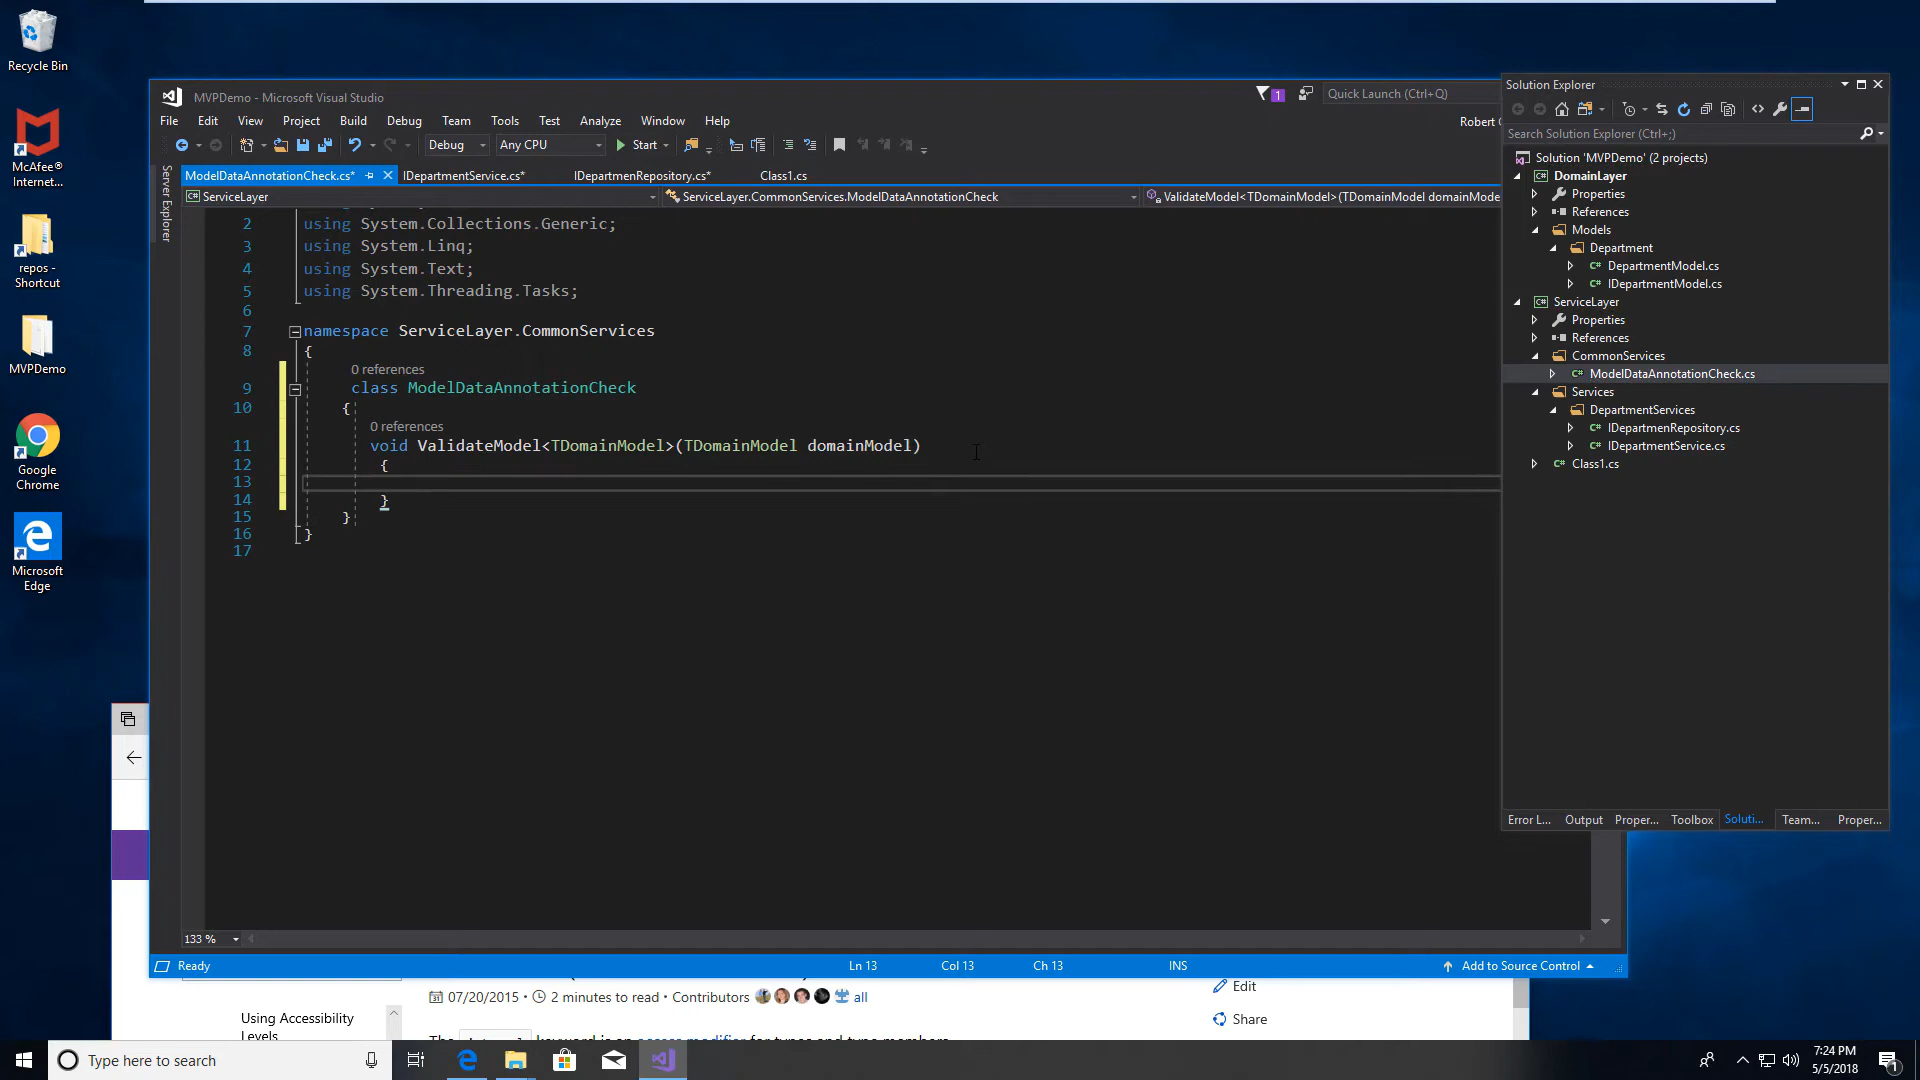 Recycle Bin
McAfee®
Internet...
repos -
Shortcut
MVPDemo
Google
Chrome
Microsoft
Edge
MVPDemo - Microsoft Visual Studio
1
Quick Launch (Ctrl+Q)
File Edit View Project Build Debug Team Tools Test Analyze Window Help
Robert
Debug Any CPU Start
Server Explorer
ModelDataAnnotationCheck.cs* IDepartmentService.cs* IDepartmenRepository.cs* Class1.cs
ServiceLayer ServiceLayer.CommonServices.ModelDataAnnotationCheck ValidateModel<TDomainModel>(TDomainModel domainMode
2 using System.Collections.Generic;
3 using System.Linq;
4 using System.Text;
5 using System.Threading.Tasks;
6
7 namespace ServiceLayer.CommonServices
8 {
0 references
9 class ModelDataAnnotationCheck
10 {
0 references
11 void ValidateModel<TDomainModel>(TDomainModel domainModel)
12 {
13
14 }
15 }
16 }
17
133 %
Ready Ln 13 Col 13 Ch 13 INS Add to Source Control
Solution Explorer
Search Solution Explorer (Ctrl+;)
Solution 'MVPDemo' (2 projects)
DomainLayer
Properties
References
Models
Department
DepartmentModel.cs
IDepartmentModel.cs
ServiceLayer
Properties
References
CommonServices
ModelDataAnnotationCheck.cs
Services
DepartmentServices
IDepartmenRepository.cs
IDepartmentService.cs
Class1.cs
Error L... Output Proper... Toolbox Soluti... Team... Proper...
07/20/2015 • 2 minutes to read • Contributors all
Edit
Using Accessibility
Levels
Share
Type here to search
7:24 PM
5/5/2018
1